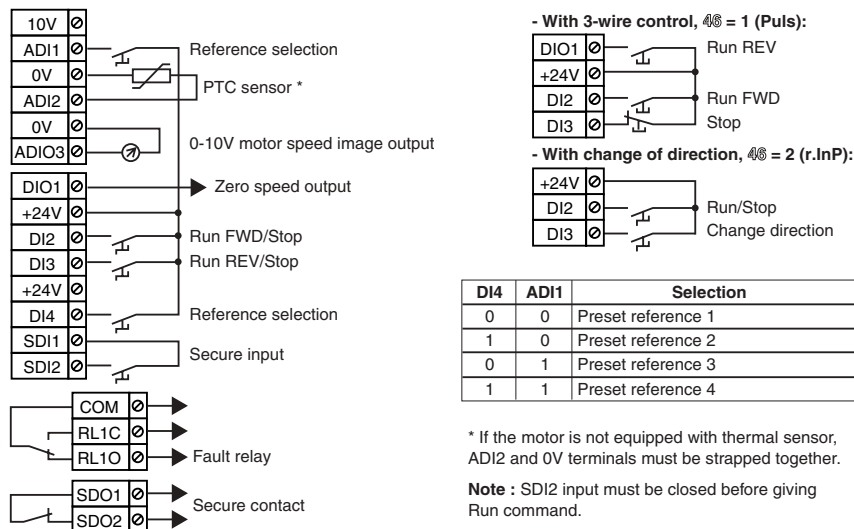 10V
ADI1
Reference selection
0V
PTC sensor *
ADI2
0V
0-10V motor speed image output
ADIO3
DIO1
Zero speed output
+24V
DI2
Run FWD/Stop
DI3
Run REV/Stop
+24V
DI4
Reference selection
SDI1
Secure input
SDI2
COM
RL1C
RL1O
Fault relay
SDO1
Secure contact
SDO2
- With 3-wire control, 46 = 1 (Puls):
DIO1
Run REV
+24V
DI2
Run FWD
DI3
Stop
- With change of direction, 46 = 2 (r.InP):
+24V
DI2
Run/Stop
DI3
Change direction
DI4 ADI1 Selection
0 0 Preset reference 1
1 0 Preset reference 2
0 1 Preset reference 3
1 1 Preset reference 4
* If the motor is not equipped with thermal sensor,
ADI2 and 0V terminals must be strapped together.
Note : SDI2 input must be closed before giving
Run command.